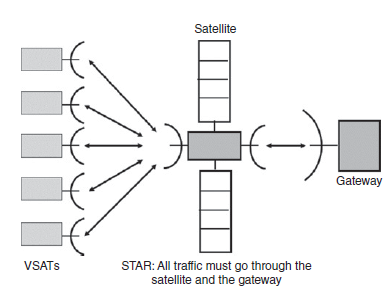 Satellite
Gateway
VSATs
STAR: All traffic must go through the
satellite and the gateway